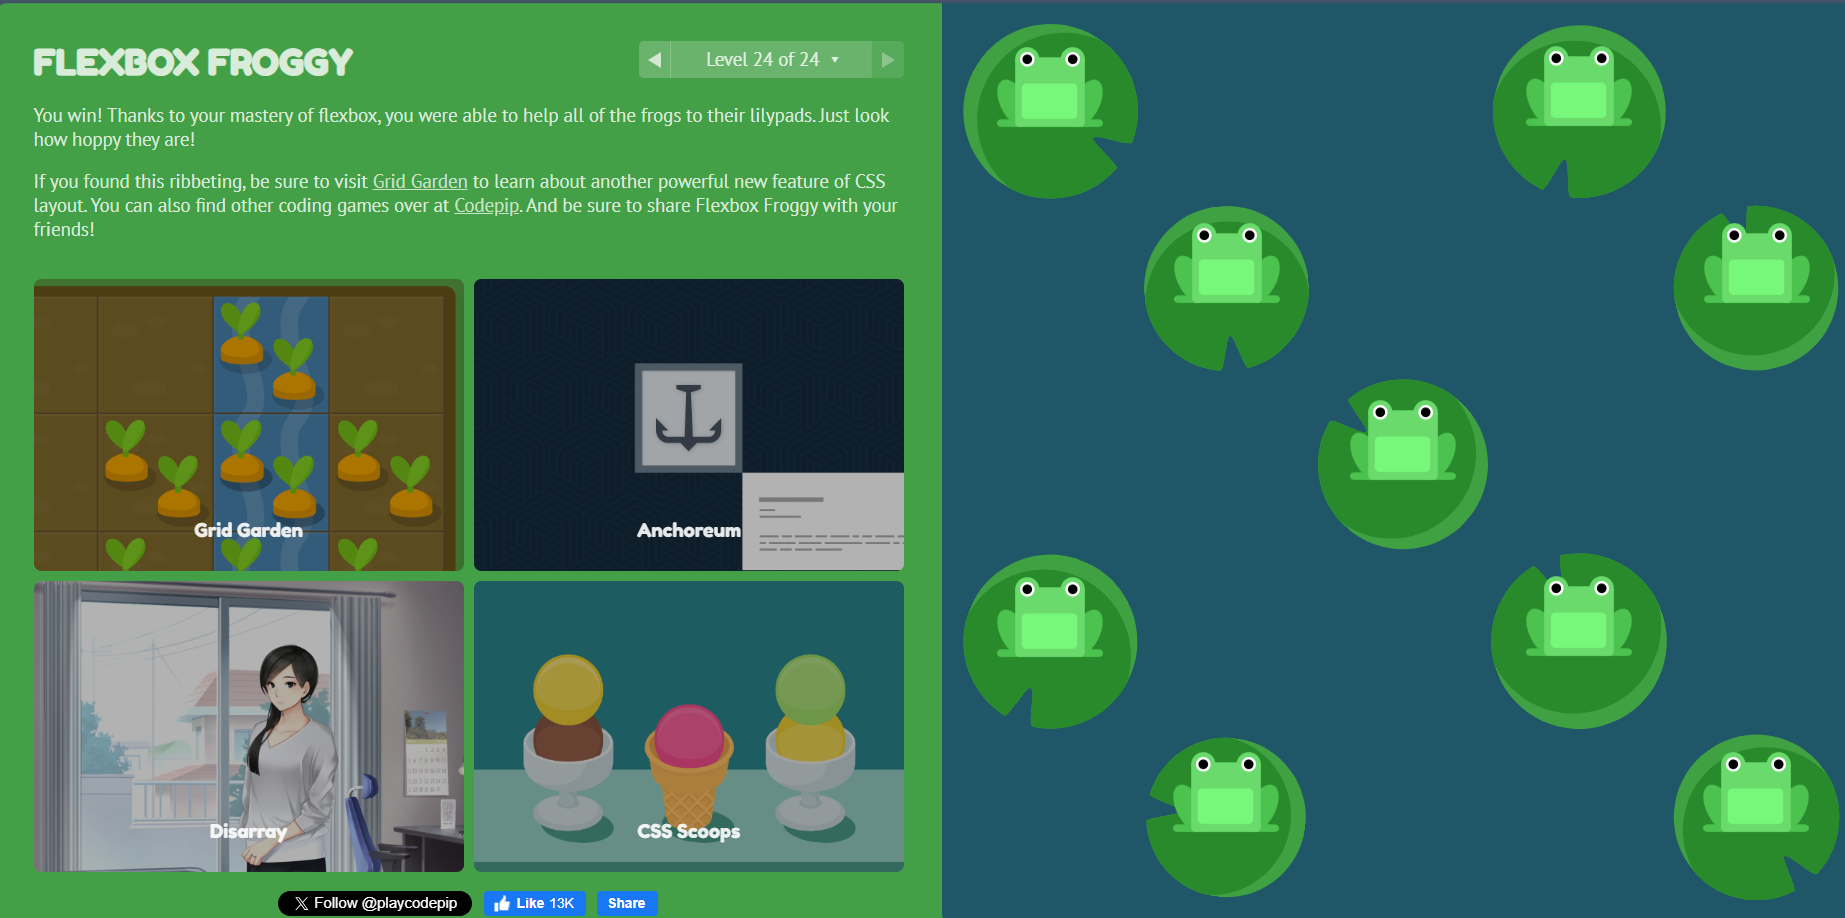 FLEXBOX FROGGY
Level 24 of 24
You win! Thanks to your mastery of flexbox, you were able to help all of the frogs to their lilypads. Just look
how hoppy they are!
If you found this ribbeting, be sure to visit Grid Garden to learn about another powerful new feature of CSS
layout. You can also find other coding games over at Codepip. And be sure to share Flexbox Froggy with your
friends!
Grid Garden
Anchoreum
Disarray
CSS Scoops
Follow @playcodepip
Like 13K
Share